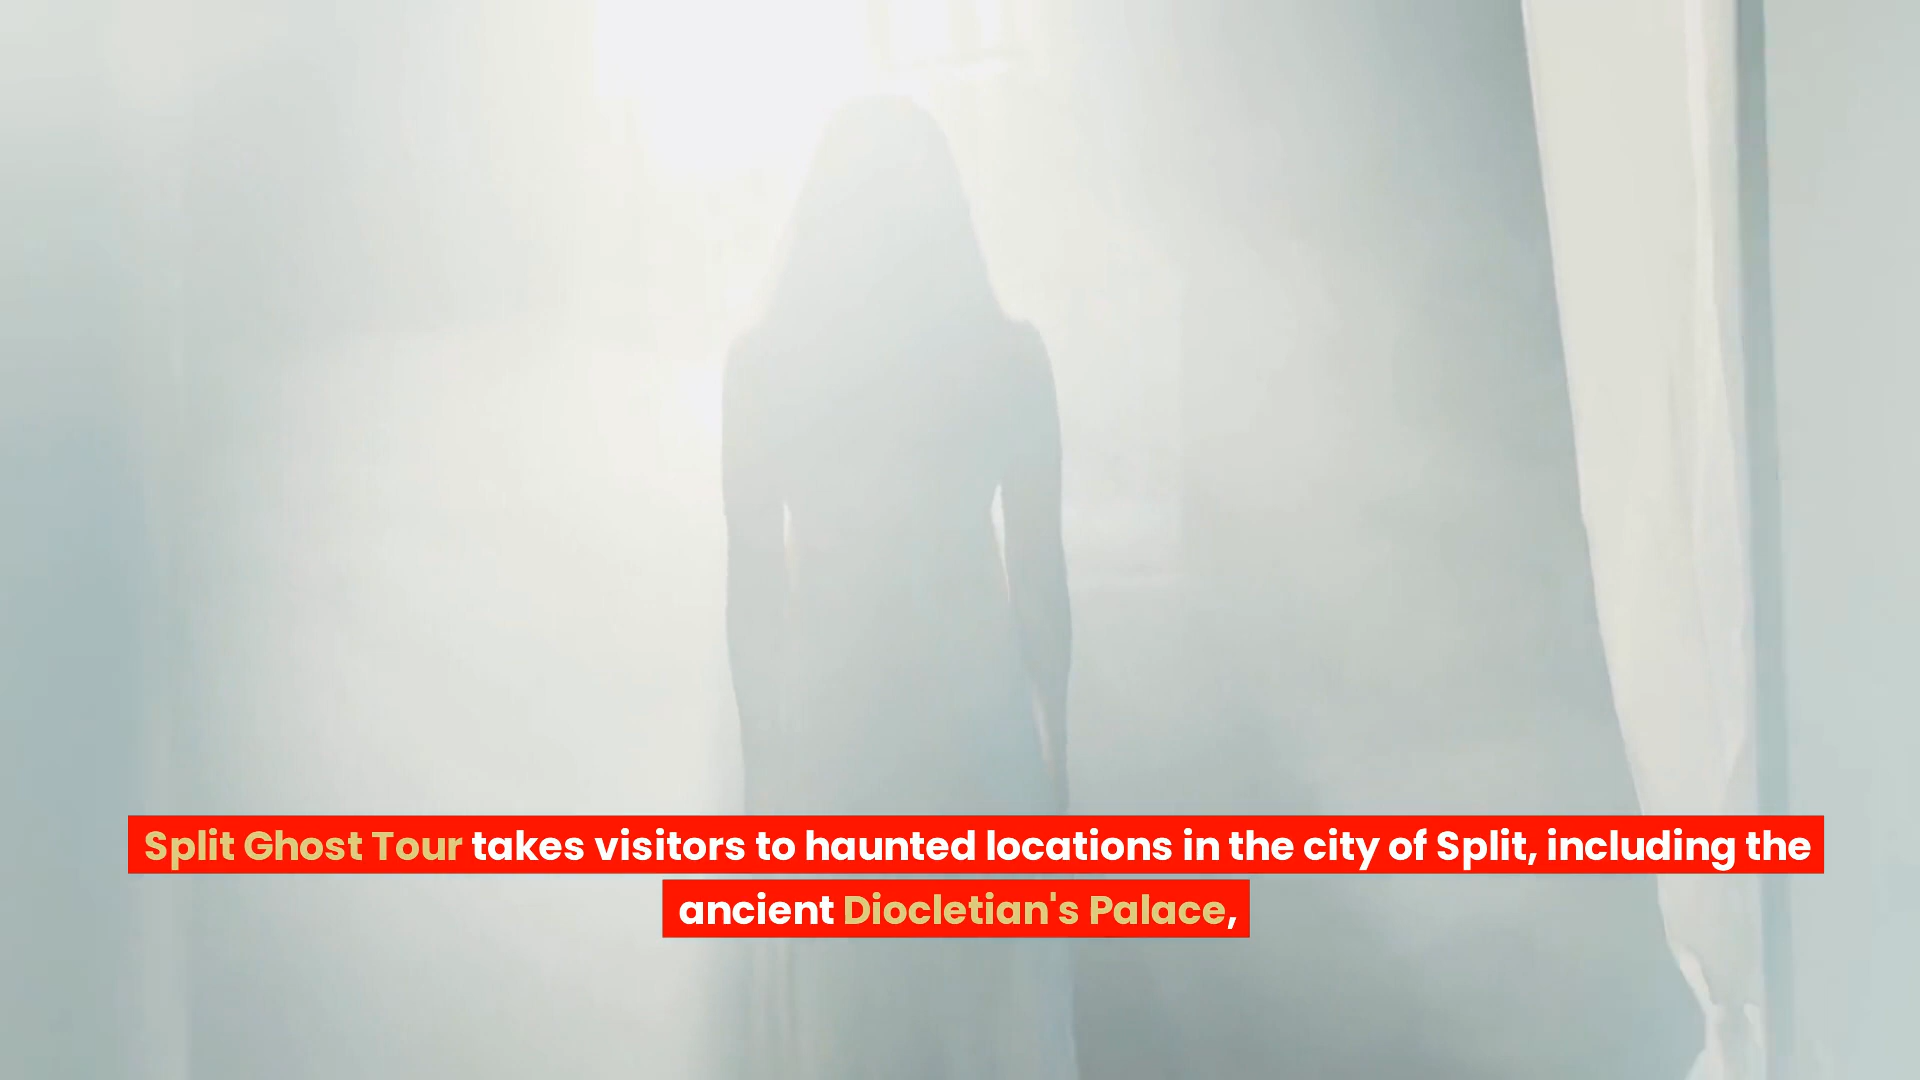 Split Ghost Tour takes visitors to haunted locations in the city of Split, including the
ancient Diocletian's Palace,